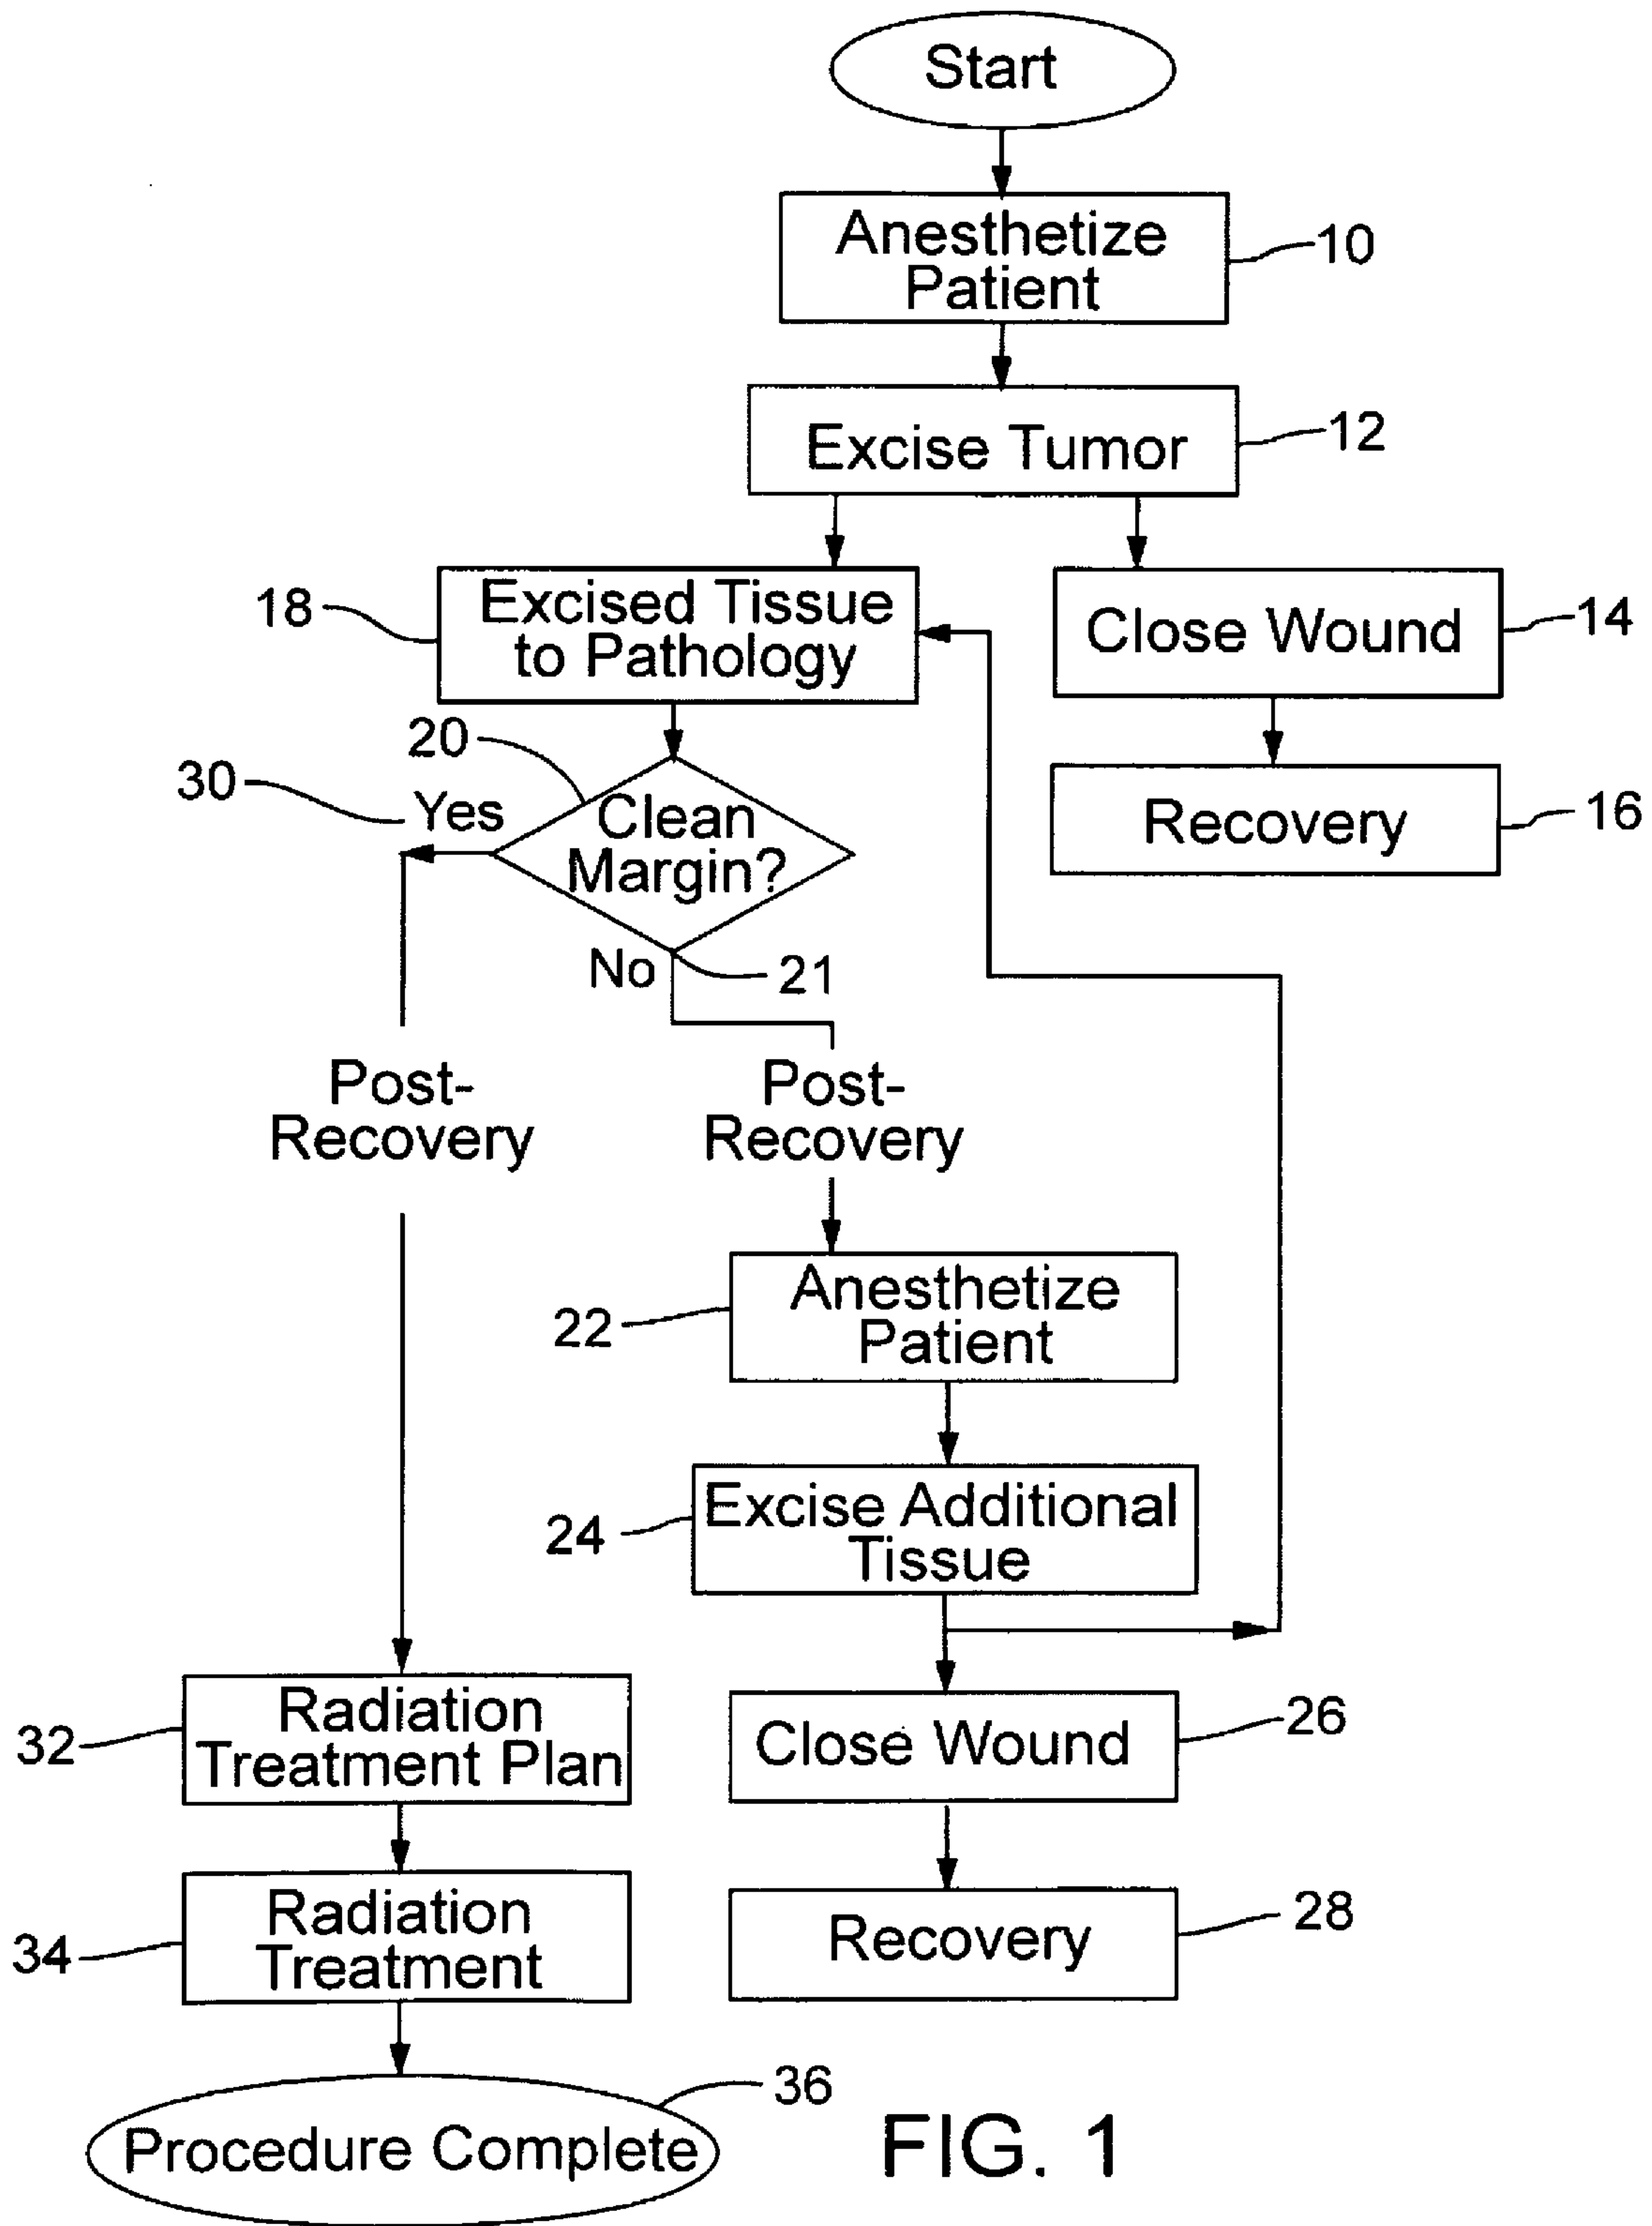 Start
Anesthetize
Patient
10
Excise Tumor
12
18
Excised Tissue
to Pathology
Close Wound
14
20
30
Yes
Clean
Margin?
Recovery
16
No
21
Post-
Recovery
Post-
Recovery
22
Anesthetize
Patient
24
Excise Additional
Tissue
32
Radiation
Treatment Plan
Close Wound
26
34
Radiation
Treatment
Recovery
28
36
Procedure Complete
FIG. 1